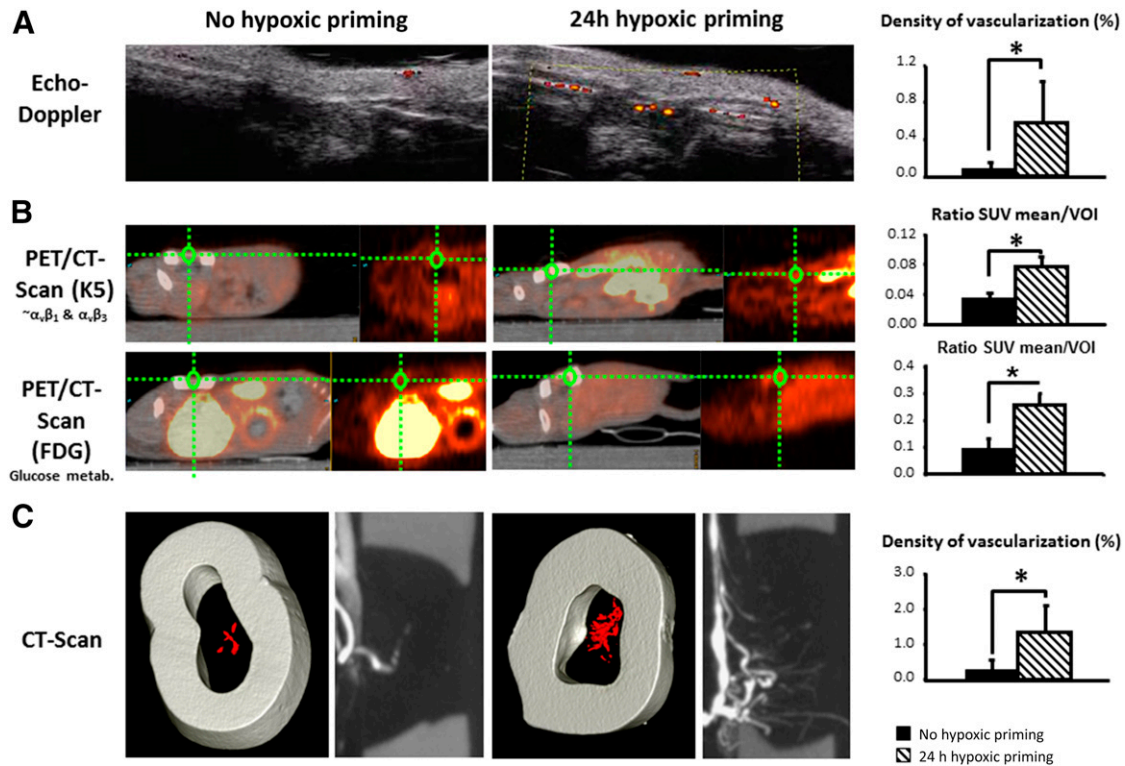 No hypoxic priming
24h hypoxic priming
Density of vascularization (%)
A
Echo-
Doppler
1.2
0.8
0.4
0.0
*
B
PET/CT-
Scan (K5)
~αvβ1 & αvβ3
Ratio SUV mean/VOI
0.12
0.08
0.04
0.00
*
PET/CT-
Scan
(FDG)
Glucose metab.
Ratio SUV mean/VOI
0.4
0.3
0.2
0.1
0.0
*
C
CT-Scan
Density of vascularization (%)
3.0
2.0
1.0
0.0
*
No hypoxic priming
24 h hypoxic priming